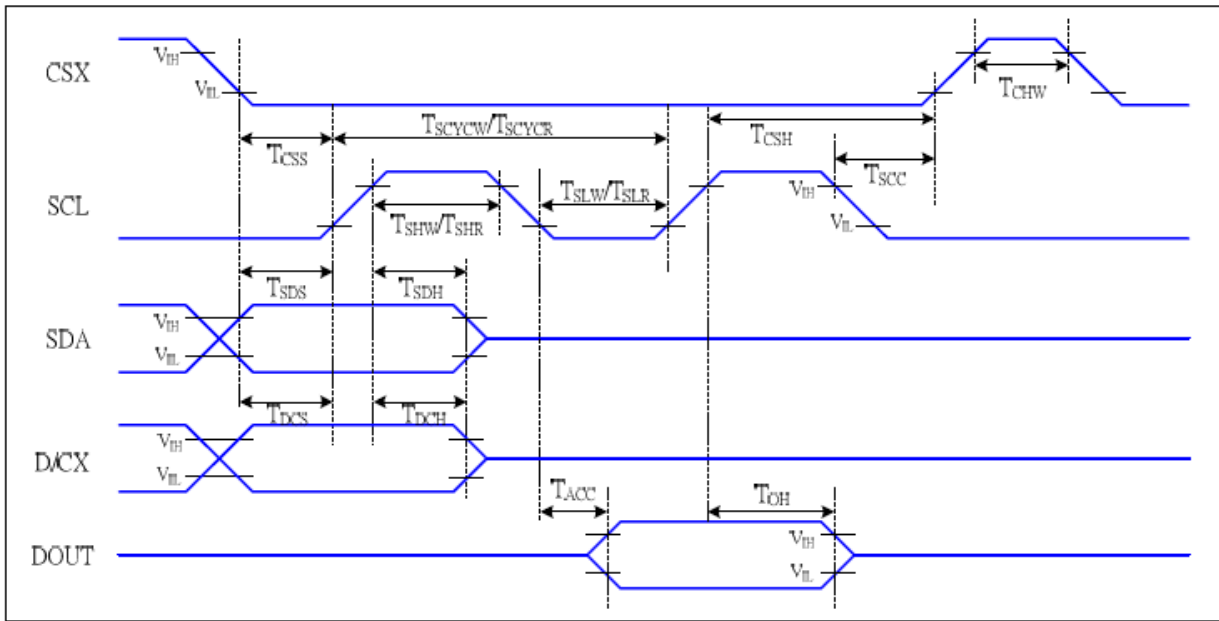 CSX
VIH
VIL
TCSS
TSCYCW/TSCYCR
TCSH
TCHW
TSCC
SCL
TSHW/TSHR
TSLW/TSLR
VIH
VIL
TSDS
TSDH
SDA
VIH
VIL
TDCS
TDCH
D/CX
VIH
VIL
TACC
TOH
DOUT
VIH
VIL